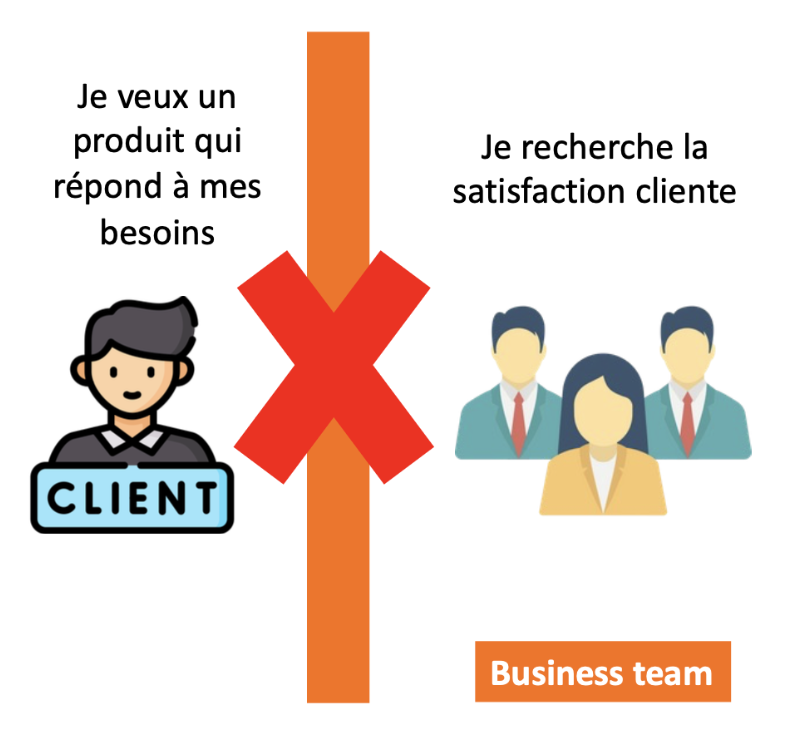 Je veux un
produit qui
répond à mes
besoins
CLIENT
Je recherche la
satisfaction cliente
Business team